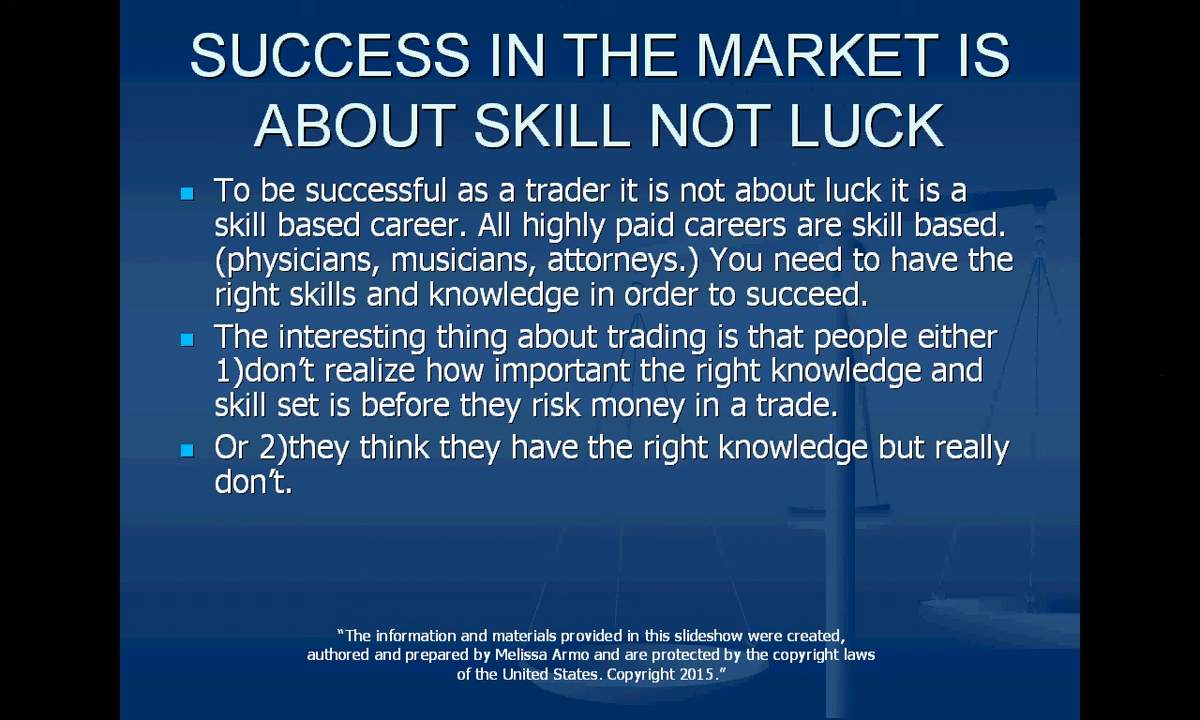 SUCCESS IN THE MARKET IS
ABOUT SKILL NOT LUCK
To be successful as a trader it is not about luck it is a
skill based career. All highly paid careers are skill based.
(physicians, musicians, attorneys.) You need to have the
right skills and knowledge in order to succeed.
The interesting thing about trading is that people either
1)don’t realize how important the right knowledge and
skill set is before they risk money in a trade.
Or 2)they think they have the right knowledge but really
don’t.
“The information and materials provided in this slideshow were created,
authored and prepared by Melissa Armo and are protected by the copyright laws
of the United States. Copyright 2015.”